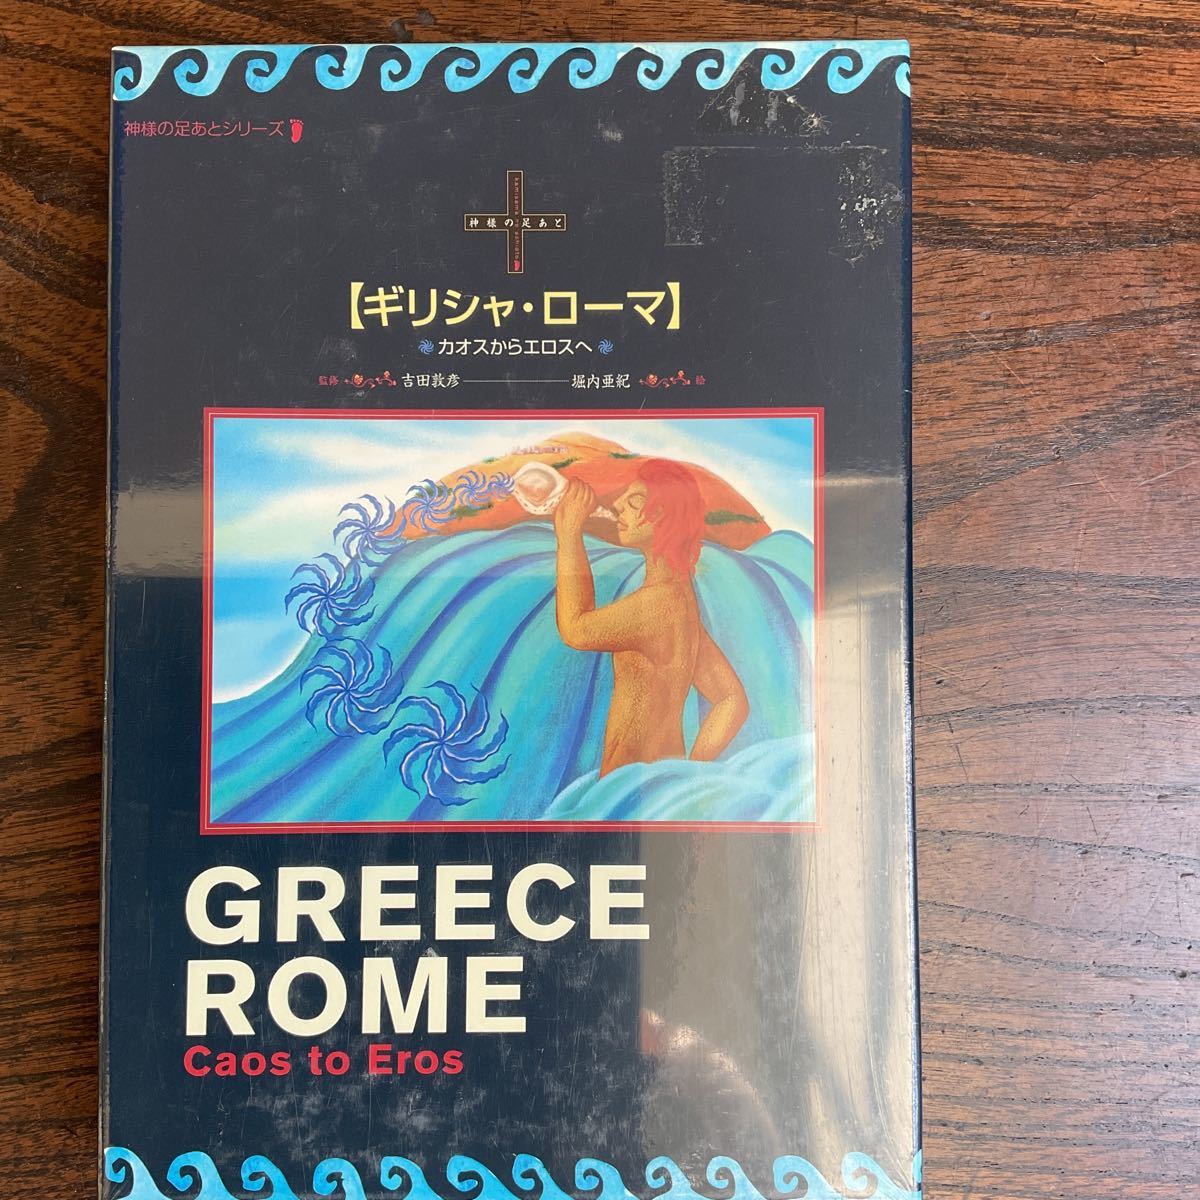 神様の足あとシリーズ
神様の足あと
【ギリシャ・ローマ】
カオスからエロスへ
監修 吉田敦彦 堀内亜紀 絵
GREECE
ROME
Caos to Eros